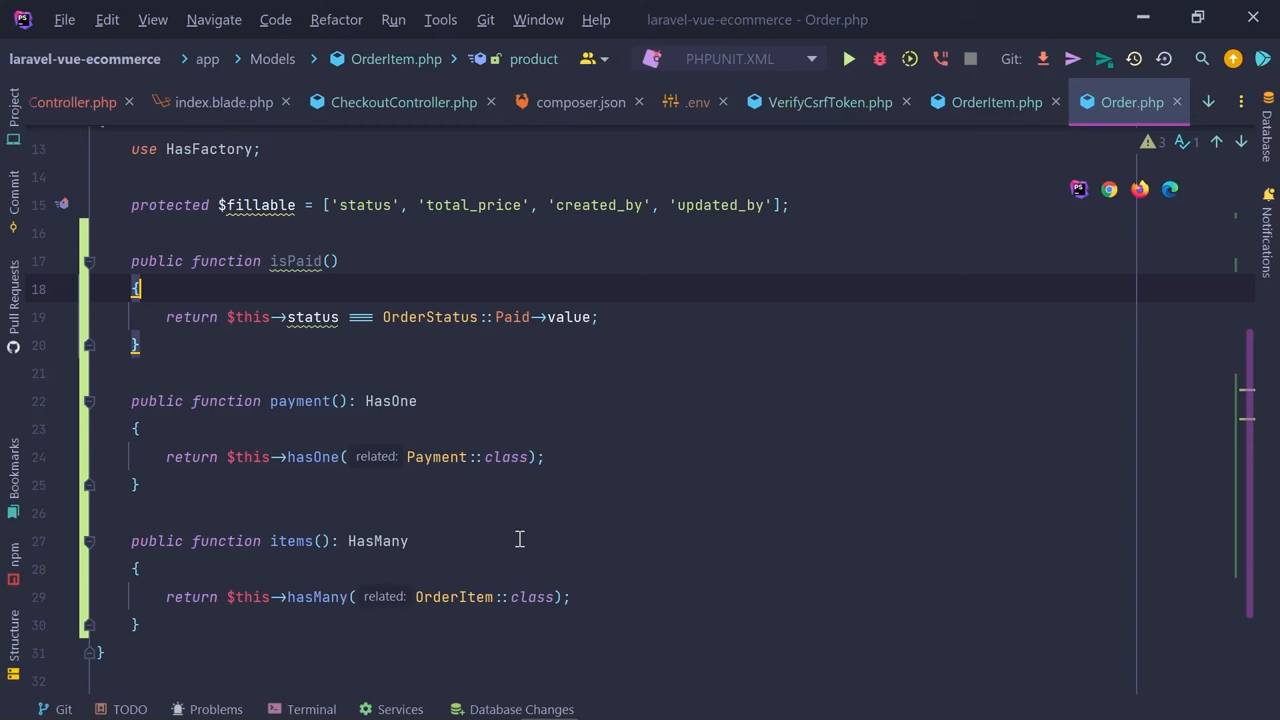 File Edit View Navigate Code Refactor Run Tools Git Window Help laravel-vue-ecommerce - Order.php
laravel-vue-ecommerce app Models OrderItem.php product PHPUNIT.XML Git:
Controller.php index.blade.php CheckoutController.php composer.json .env VerifyCsrfToken.php OrderItem.php Order.php
3 1
13 use HasFactory;
14
15 protected $fillable = ['status', 'total_price', 'created_by', 'updated_by'];
16
17 public function isPaid()
18 {
19 return $this->status === OrderStatus::Paid->value;
20 }
21
22 public function payment(): HasOne
23 {
24 return $this->hasOne( related: Payment::class);
25 }
26
27 public function items(): HasMany
28 {
29 return $this->hasMany( related: OrderItem::class);
30 }
31 }
32
Project
Commit
Pull Requests
Bookmarks
npm
Structure
Database
Notifications
Git TODO Problems Terminal Services Database Changes